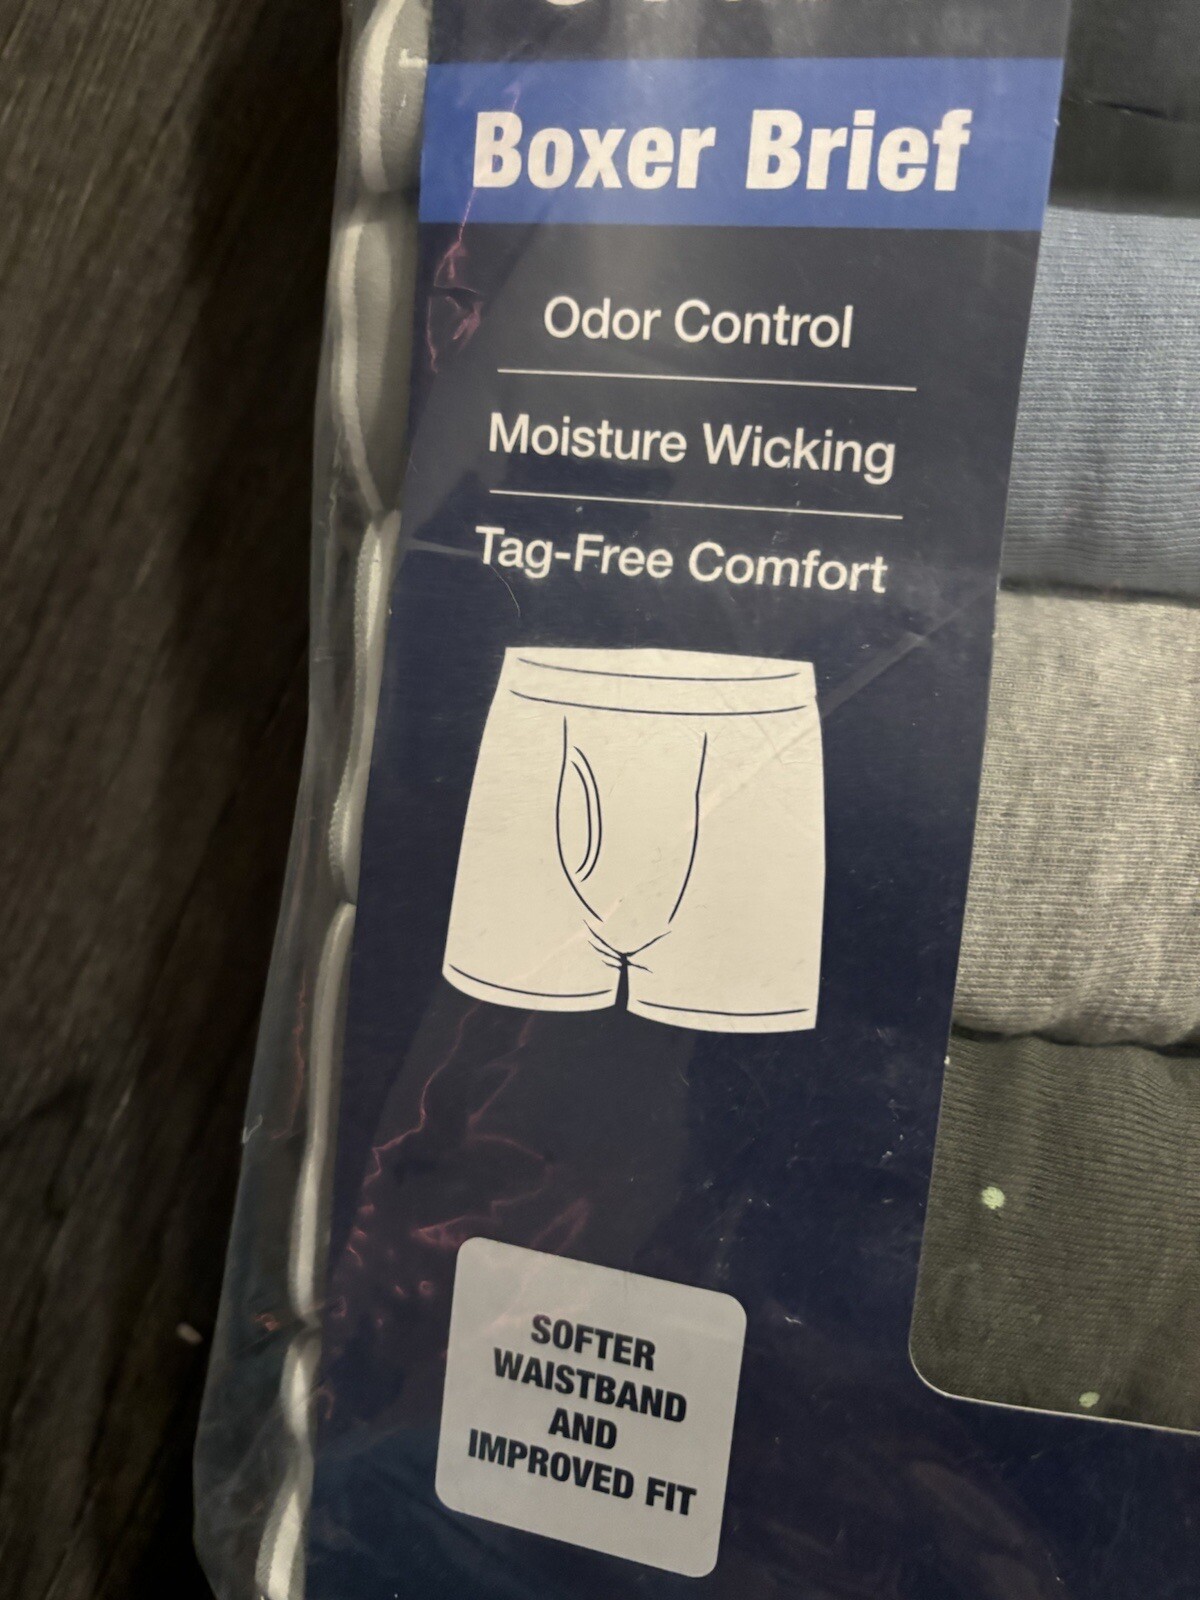 Boxer Brief
Odor Control
Moisture Wicking
Tag-Free Comfort
SOFTER
WAISTBAND
AND
IMPROVED FIT